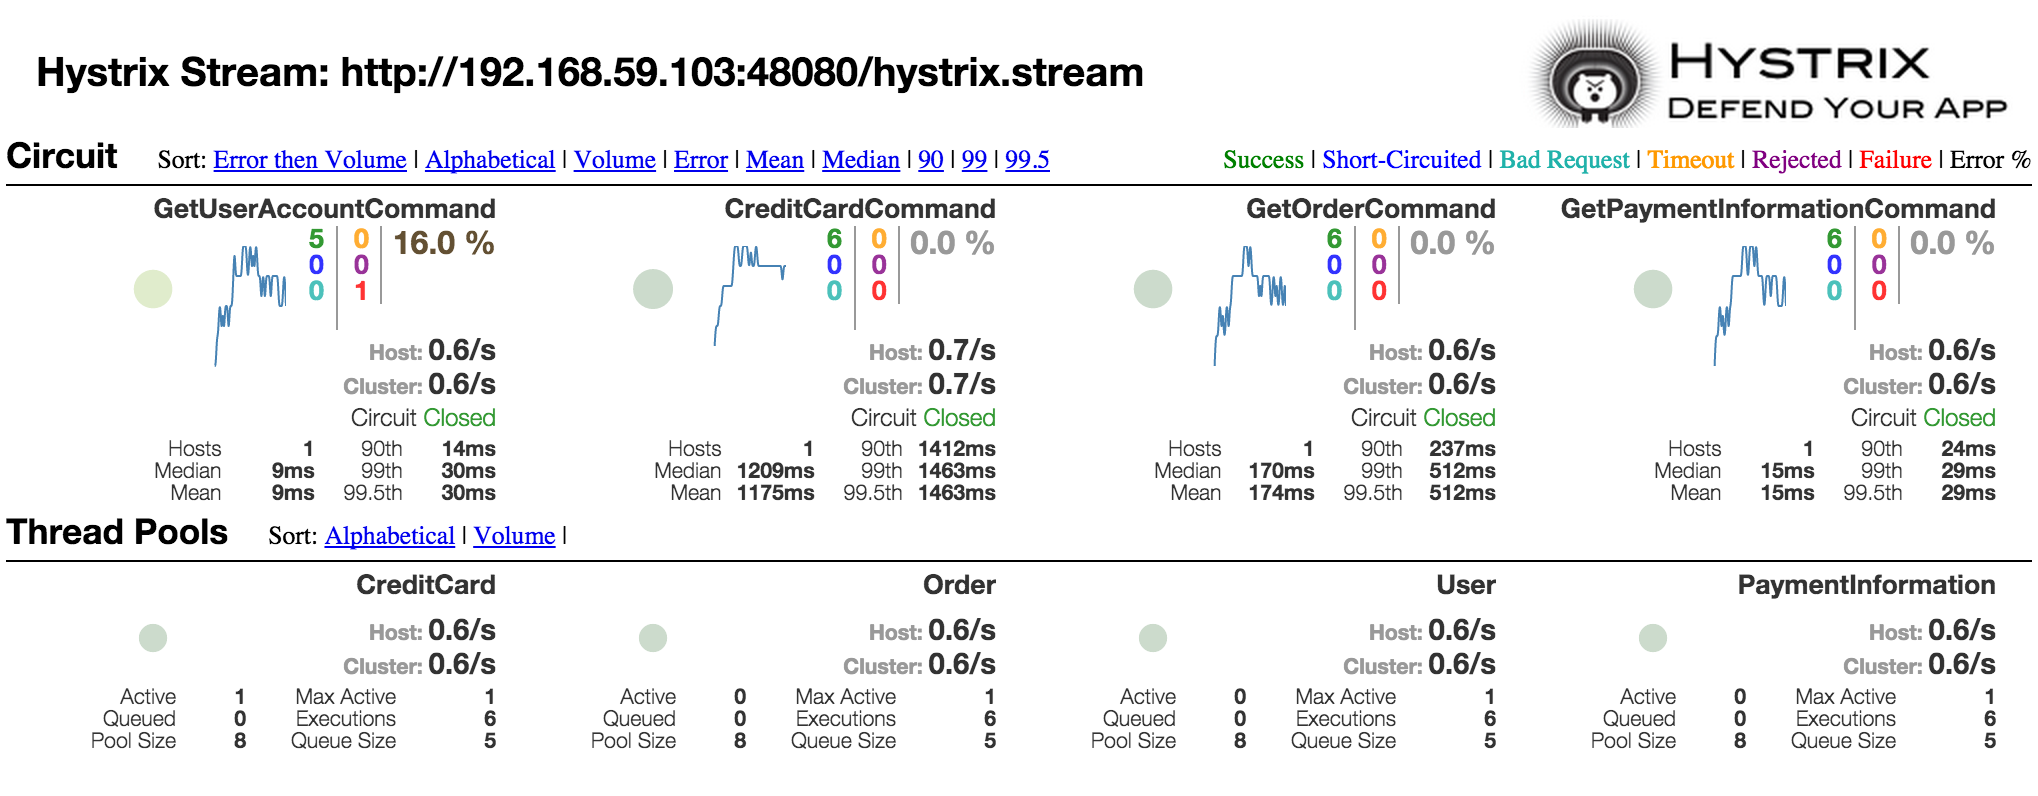 Hystrix Stream: http://192.168.59.103:48080/hystrix.stream
HYSTRIX
DEFEND YOUR APP
Circuit Sort: Error then Volume | Alphabetical | Volume | Error | Mean | Median | 90 | 99 | 99.5
Success | Short-Circuited | Bad Request | Timeout | Rejected | Failure | Error %
GetUserAccountCommand
5 0 16.0 %
0 0
0 1
Host: 0.6/s
Cluster: 0.6/s
Circuit Closed
Hosts 1 90th 14ms
Median 9ms 99th 30ms
Mean 9ms 99.5th 30ms
CreditCardCommand
6 0 0.0 %
0 0
0 0
Host: 0.7/s
Cluster: 0.7/s
Circuit Closed
Hosts 1 90th 1412ms
Median 1209ms 99th 1463ms
Mean 1175ms 99.5th 1463ms
GetOrderCommand
6 0 0.0 %
0 0
0 0
Host: 0.6/s
Cluster: 0.6/s
Circuit Closed
Hosts 1 90th 237ms
Median 170ms 99th 512ms
Mean 174ms 99.5th 512ms
GetPaymentInformationCommand
6 0 0.0 %
0 0
0 0
Host: 0.6/s
Cluster: 0.6/s
Circuit Closed
Hosts 1 90th 24ms
Median 15ms 99th 29ms
Mean 15ms 99.5th 29ms
Thread Pools Sort: Alphabetical | Volume |
CreditCard
Host: 0.6/s
Cluster: 0.6/s
Active 1 Max Active 1
Queued 0 Executions 6
Pool Size 8 Queue Size 5
Order
Host: 0.6/s
Cluster: 0.6/s
Active 0 Max Active 1
Queued 0 Executions 6
Pool Size 8 Queue Size 5
User
Host: 0.6/s
Cluster: 0.6/s
Active 0 Max Active 1
Queued 0 Executions 6
Pool Size 8 Queue Size 5
PaymentInformation
Host: 0.6/s
Cluster: 0.6/s
Active 0 Max Active 1
Queued 0 Executions 6
Pool Size 8 Queue Size 5